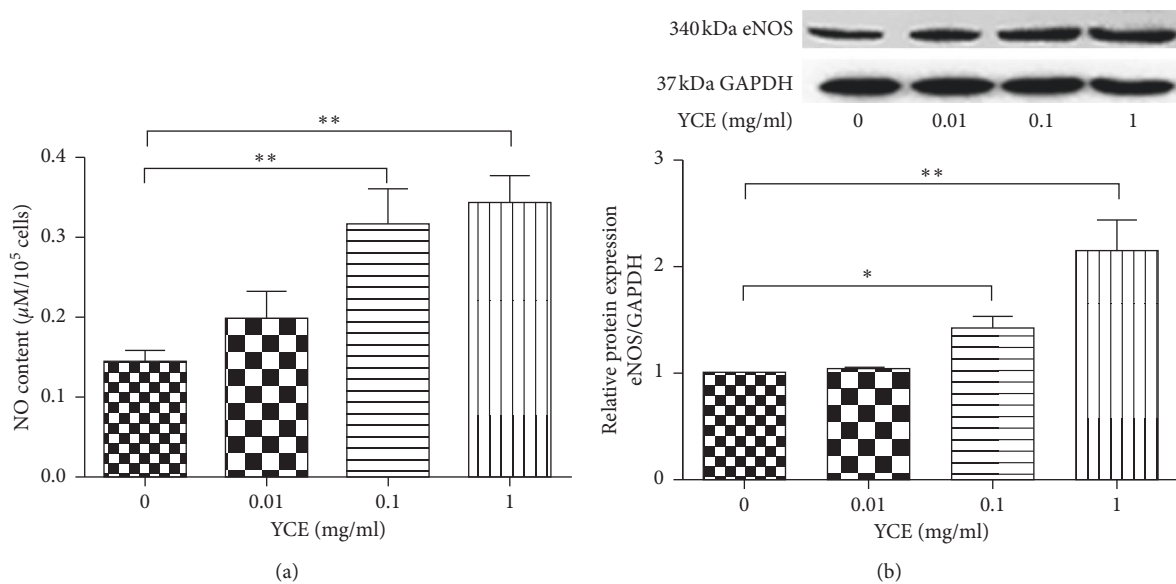 **
**
0.4
0.3
0.2
0.1
0.0
NO content (µM/10⁵ cells)
0 0.01 0.1 1
YCE (mg/ml)
(a)
340 kDa eNOS
37 kDa GAPDH
YCE (mg/ml) 0 0.01 0.1 1
**
*
3
2
1
0
Relative protein expression
eNOS/GAPDH
0 0.01 0.1 1
YCE (mg/ml)
(b)